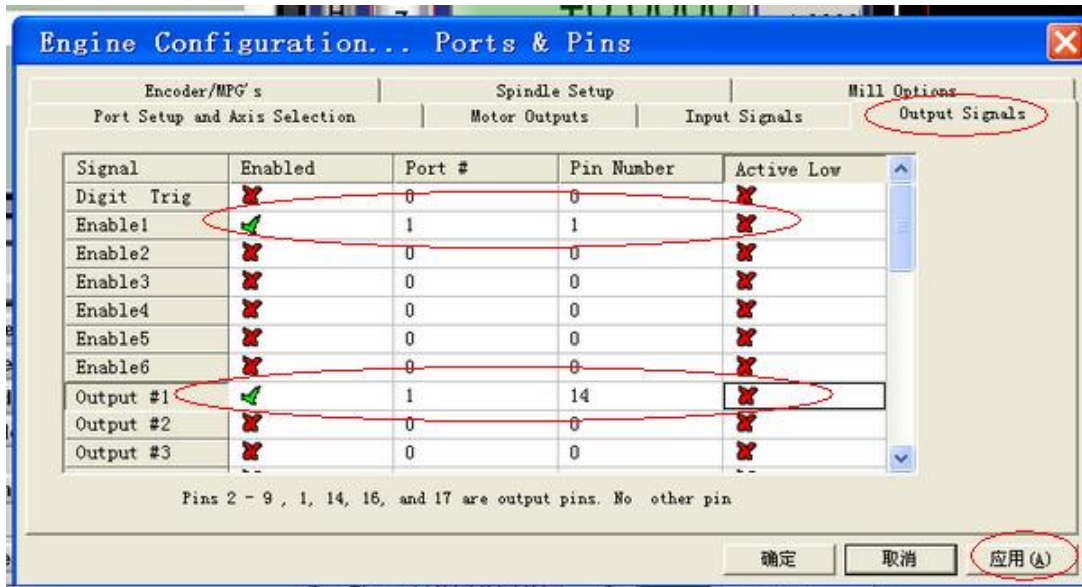 Engine Configuration... Ports & Pins
Encoder/MPG's Spindle Setup Mill Options
Port Setup and Axis Selection Motor Outputs Input Signals Output Signals
Signal Enabled Port # Pin Number Active Low
Digit Trig 0 0
Enable1 1 1
Enable2 0 0
Enable3 0 0
Enable4 0 0
Enable5 0 0
Enable6 0 0
Output #1 1 14
Output #2 0 0
Output #3 0 0
Pins 2 - 9 , 1, 14, 16, and 17 are output pins. No other pin
确定 取消 应用(A)